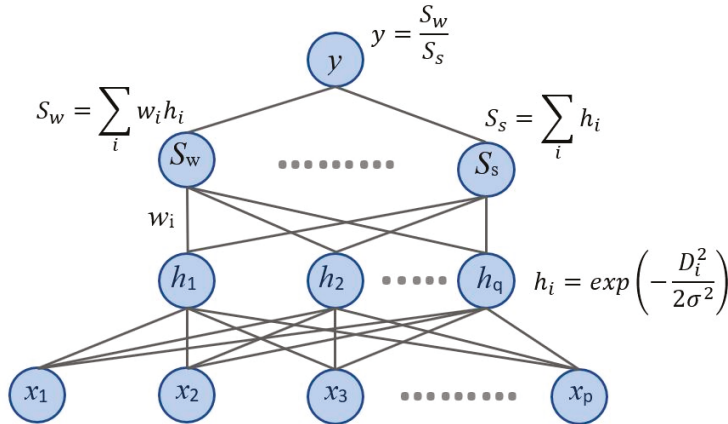 y = S_w / S_s
y
S_w = ∑_i w_i h_i
S_s = ∑_i h_i
S_w S_s
w_i
h_1 h_2 h_q h_i = exp(−D_i^2 / 2σ^2)
x_1 x_2 x_3 x_p